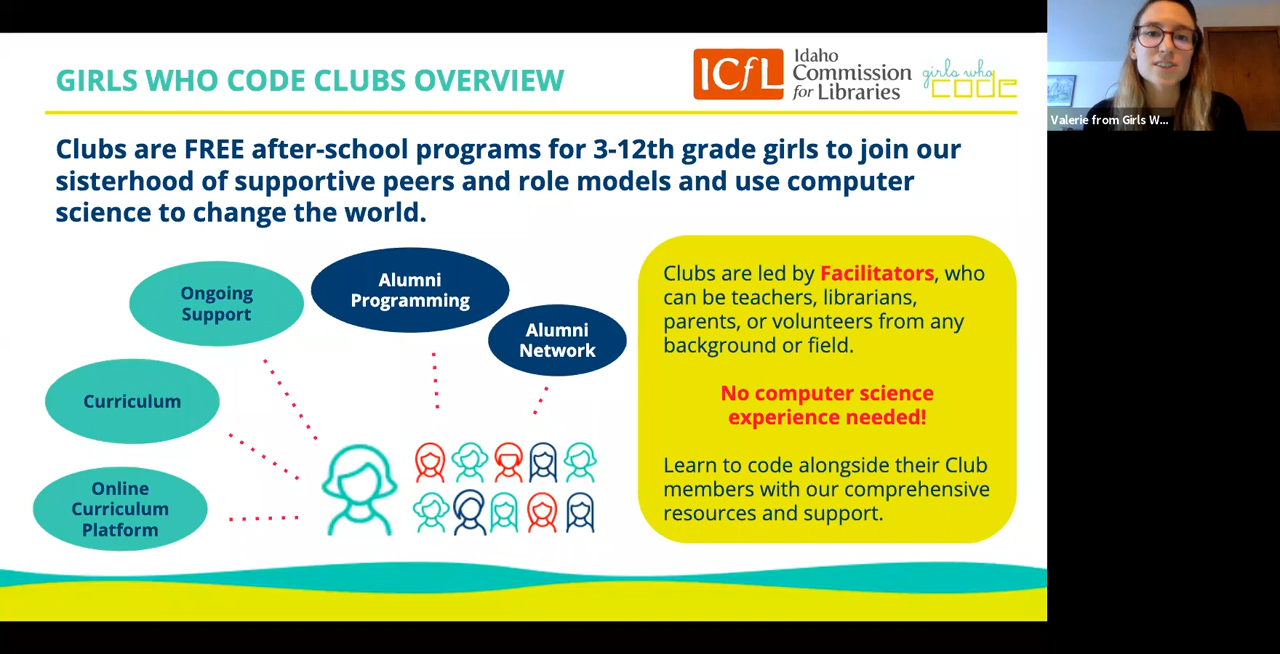 GIRLS WHO CODE CLUBS OVERVIEW
ICfL
Idaho
Commission
for Libraries
girls who
code
Valerie from Girls W...
Clubs are FREE after-school programs for 3-12th grade girls to join our
sisterhood of supportive peers and role models and use computer
science to change the world.
Ongoing
Support
Alumni
Programming
Alumni
Network
Curriculum
Online
Curriculum
Platform
Clubs are led by Facilitators, who
can be teachers, librarians,
parents, or volunteers from any
background or field.
No computer science
experience needed!
Learn to code alongside their Club
members with our comprehensive
resources and support.